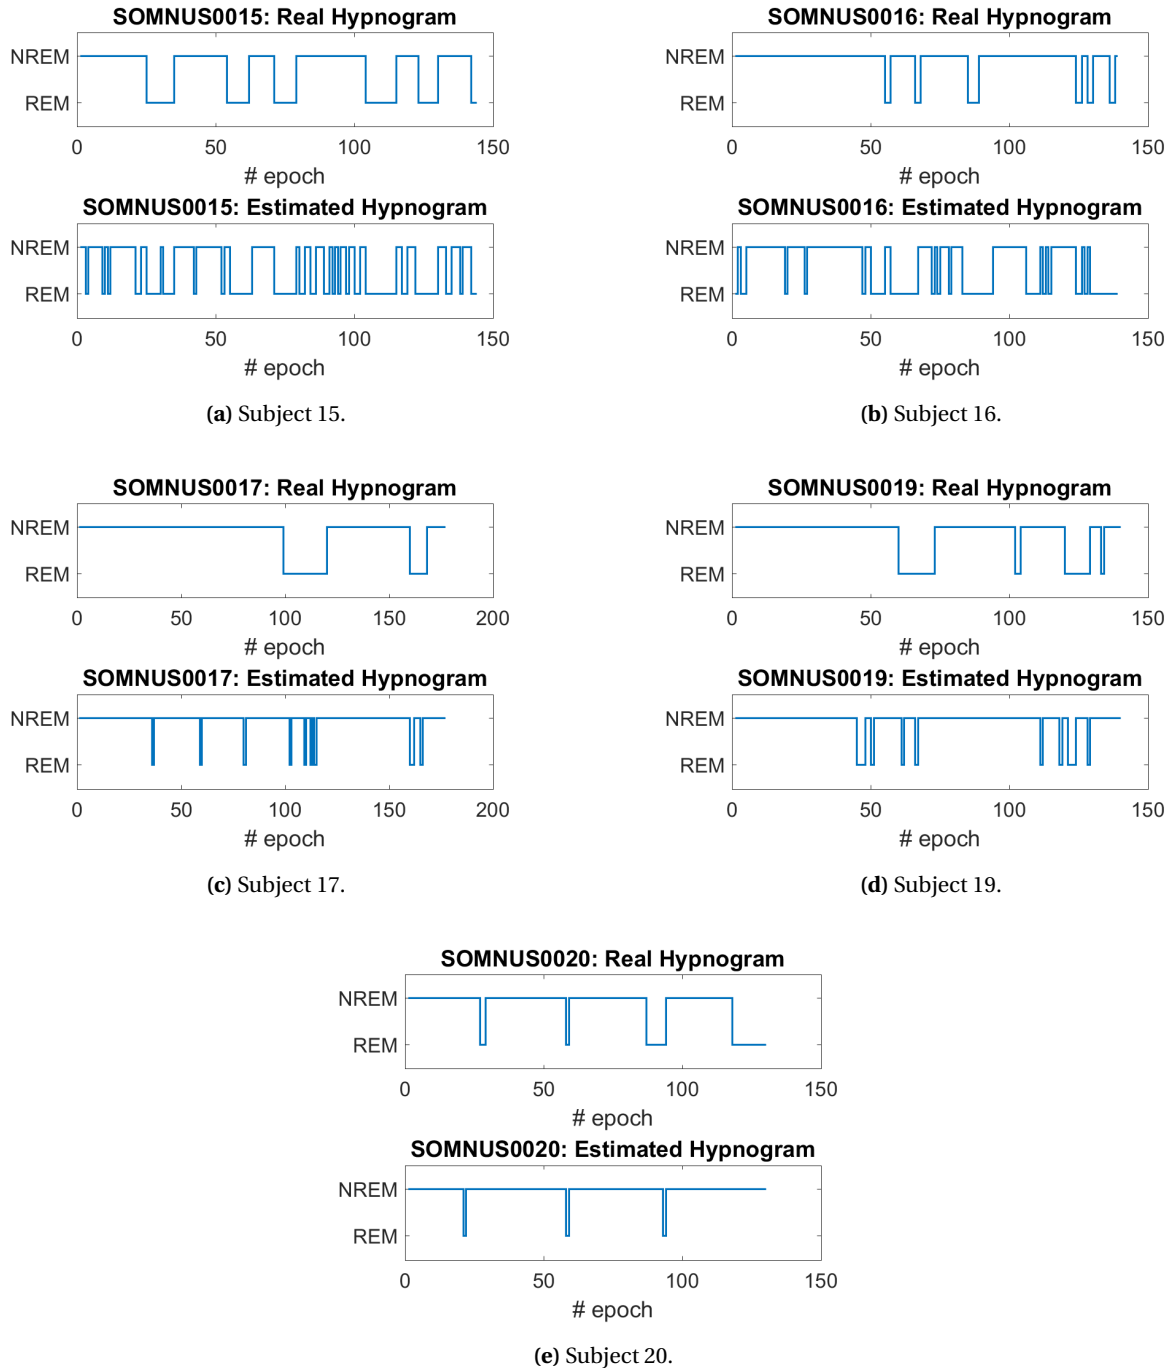 SOMNUS0015: Real Hypnogram
NREM
REM
0 50 100 150
# epoch
SOMNUS0015: Estimated Hypnogram
NREM
REM
0 50 100 150
# epoch
(a) Subject 15.
SOMNUS0016: Real Hypnogram
NREM
REM
0 50 100 150
# epoch
SOMNUS0016: Estimated Hypnogram
NREM
REM
0 50 100 150
# epoch
(b) Subject 16.
SOMNUS0017: Real Hypnogram
NREM
REM
0 50 100 150 200
# epoch
SOMNUS0017: Estimated Hypnogram
NREM
REM
0 50 100 150 200
# epoch
(c) Subject 17.
SOMNUS0019: Real Hypnogram
NREM
REM
0 50 100 150
# epoch
SOMNUS0019: Estimated Hypnogram
NREM
REM
0 50 100 150
# epoch
(d) Subject 19.
SOMNUS0020: Real Hypnogram
NREM
REM
0 50 100 150
# epoch
SOMNUS0020: Estimated Hypnogram
NREM
REM
0 50 100 150
# epoch
(e) Subject 20.